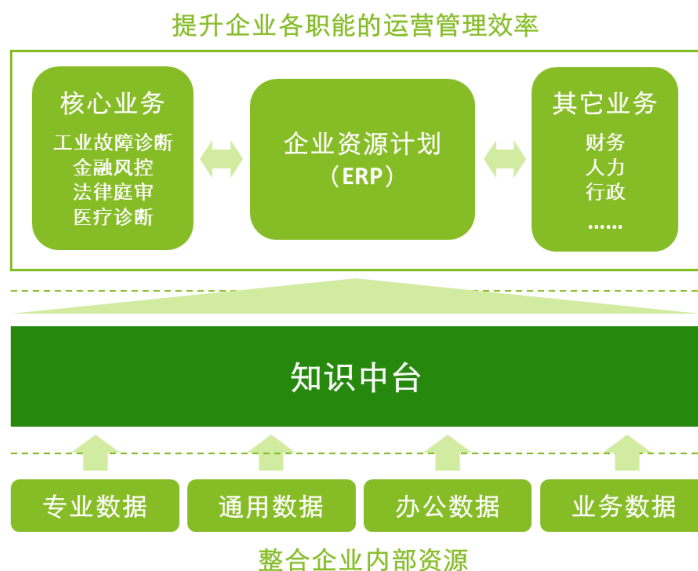 提升企业各职能的运营管理效率
核心业务
工业故障诊断
金融风控
法律庭审
医疗诊断
企业资源计划
（ERP）
其它业务
财务
人力
行政
......
知识中台
专业数据
通用数据
办公数据
业务数据
整合企业内部资源